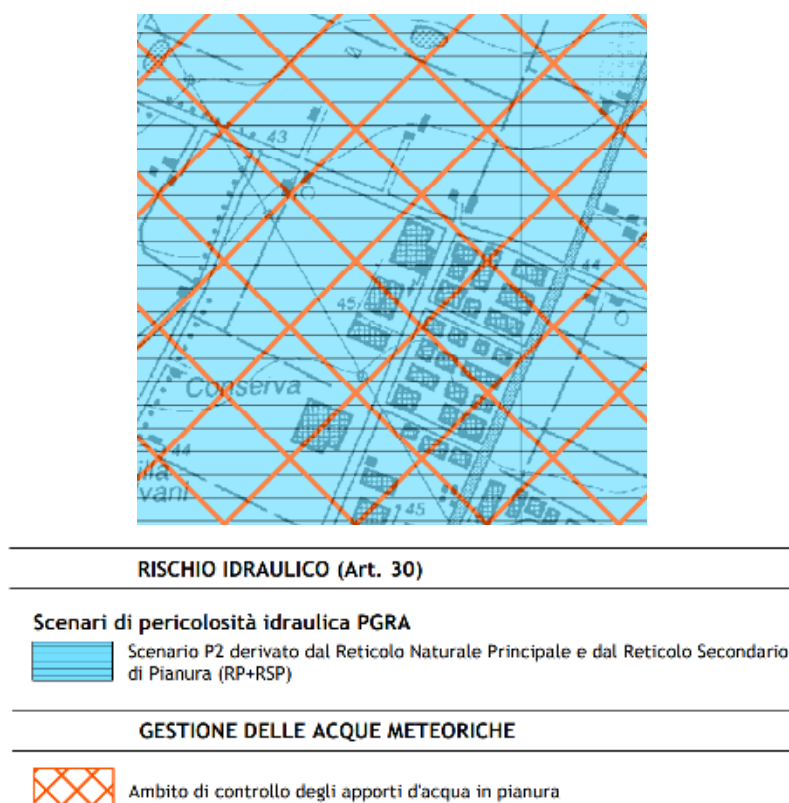 43
44
45
Conserva
44
illa
vani
45
RISCHIO IDRAULICO (Art. 30)
Scenari di pericolosità idraulica PGRA
Scenario P2 derivato dal Reticolo Naturale Principale e dal Reticolo Secondario
di Pianura (RP+RSP)
GESTIONE DELLE ACQUE METEORICHE
Ambito di controllo degli apporti d'acqua in pianura